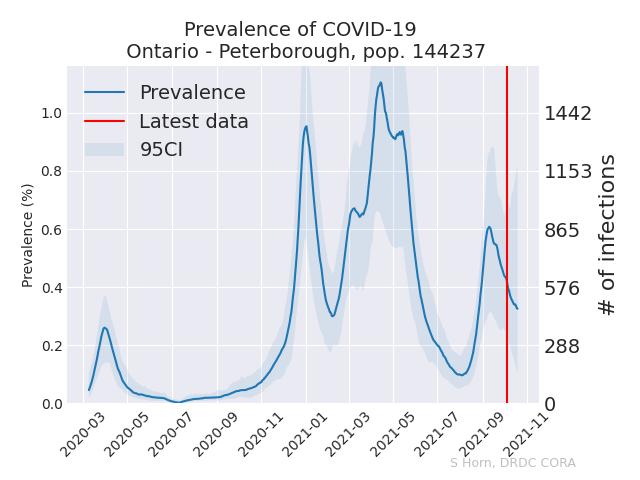 Prevalence of COVID-19
Ontario - Peterborough, pop. 144237
Prevalence
Latest data
95CI
Prevalence (%)
1.0
0.8
0.6
0.4
0.2
0.0
1442
1153
865
576
288
0
# of infections
2020-03
2020-05
2020-07
2020-09
2020-11
2021-01
2021-03
2021-05
2021-07
2021-09
2021-11
S Horn, DRDC CORA